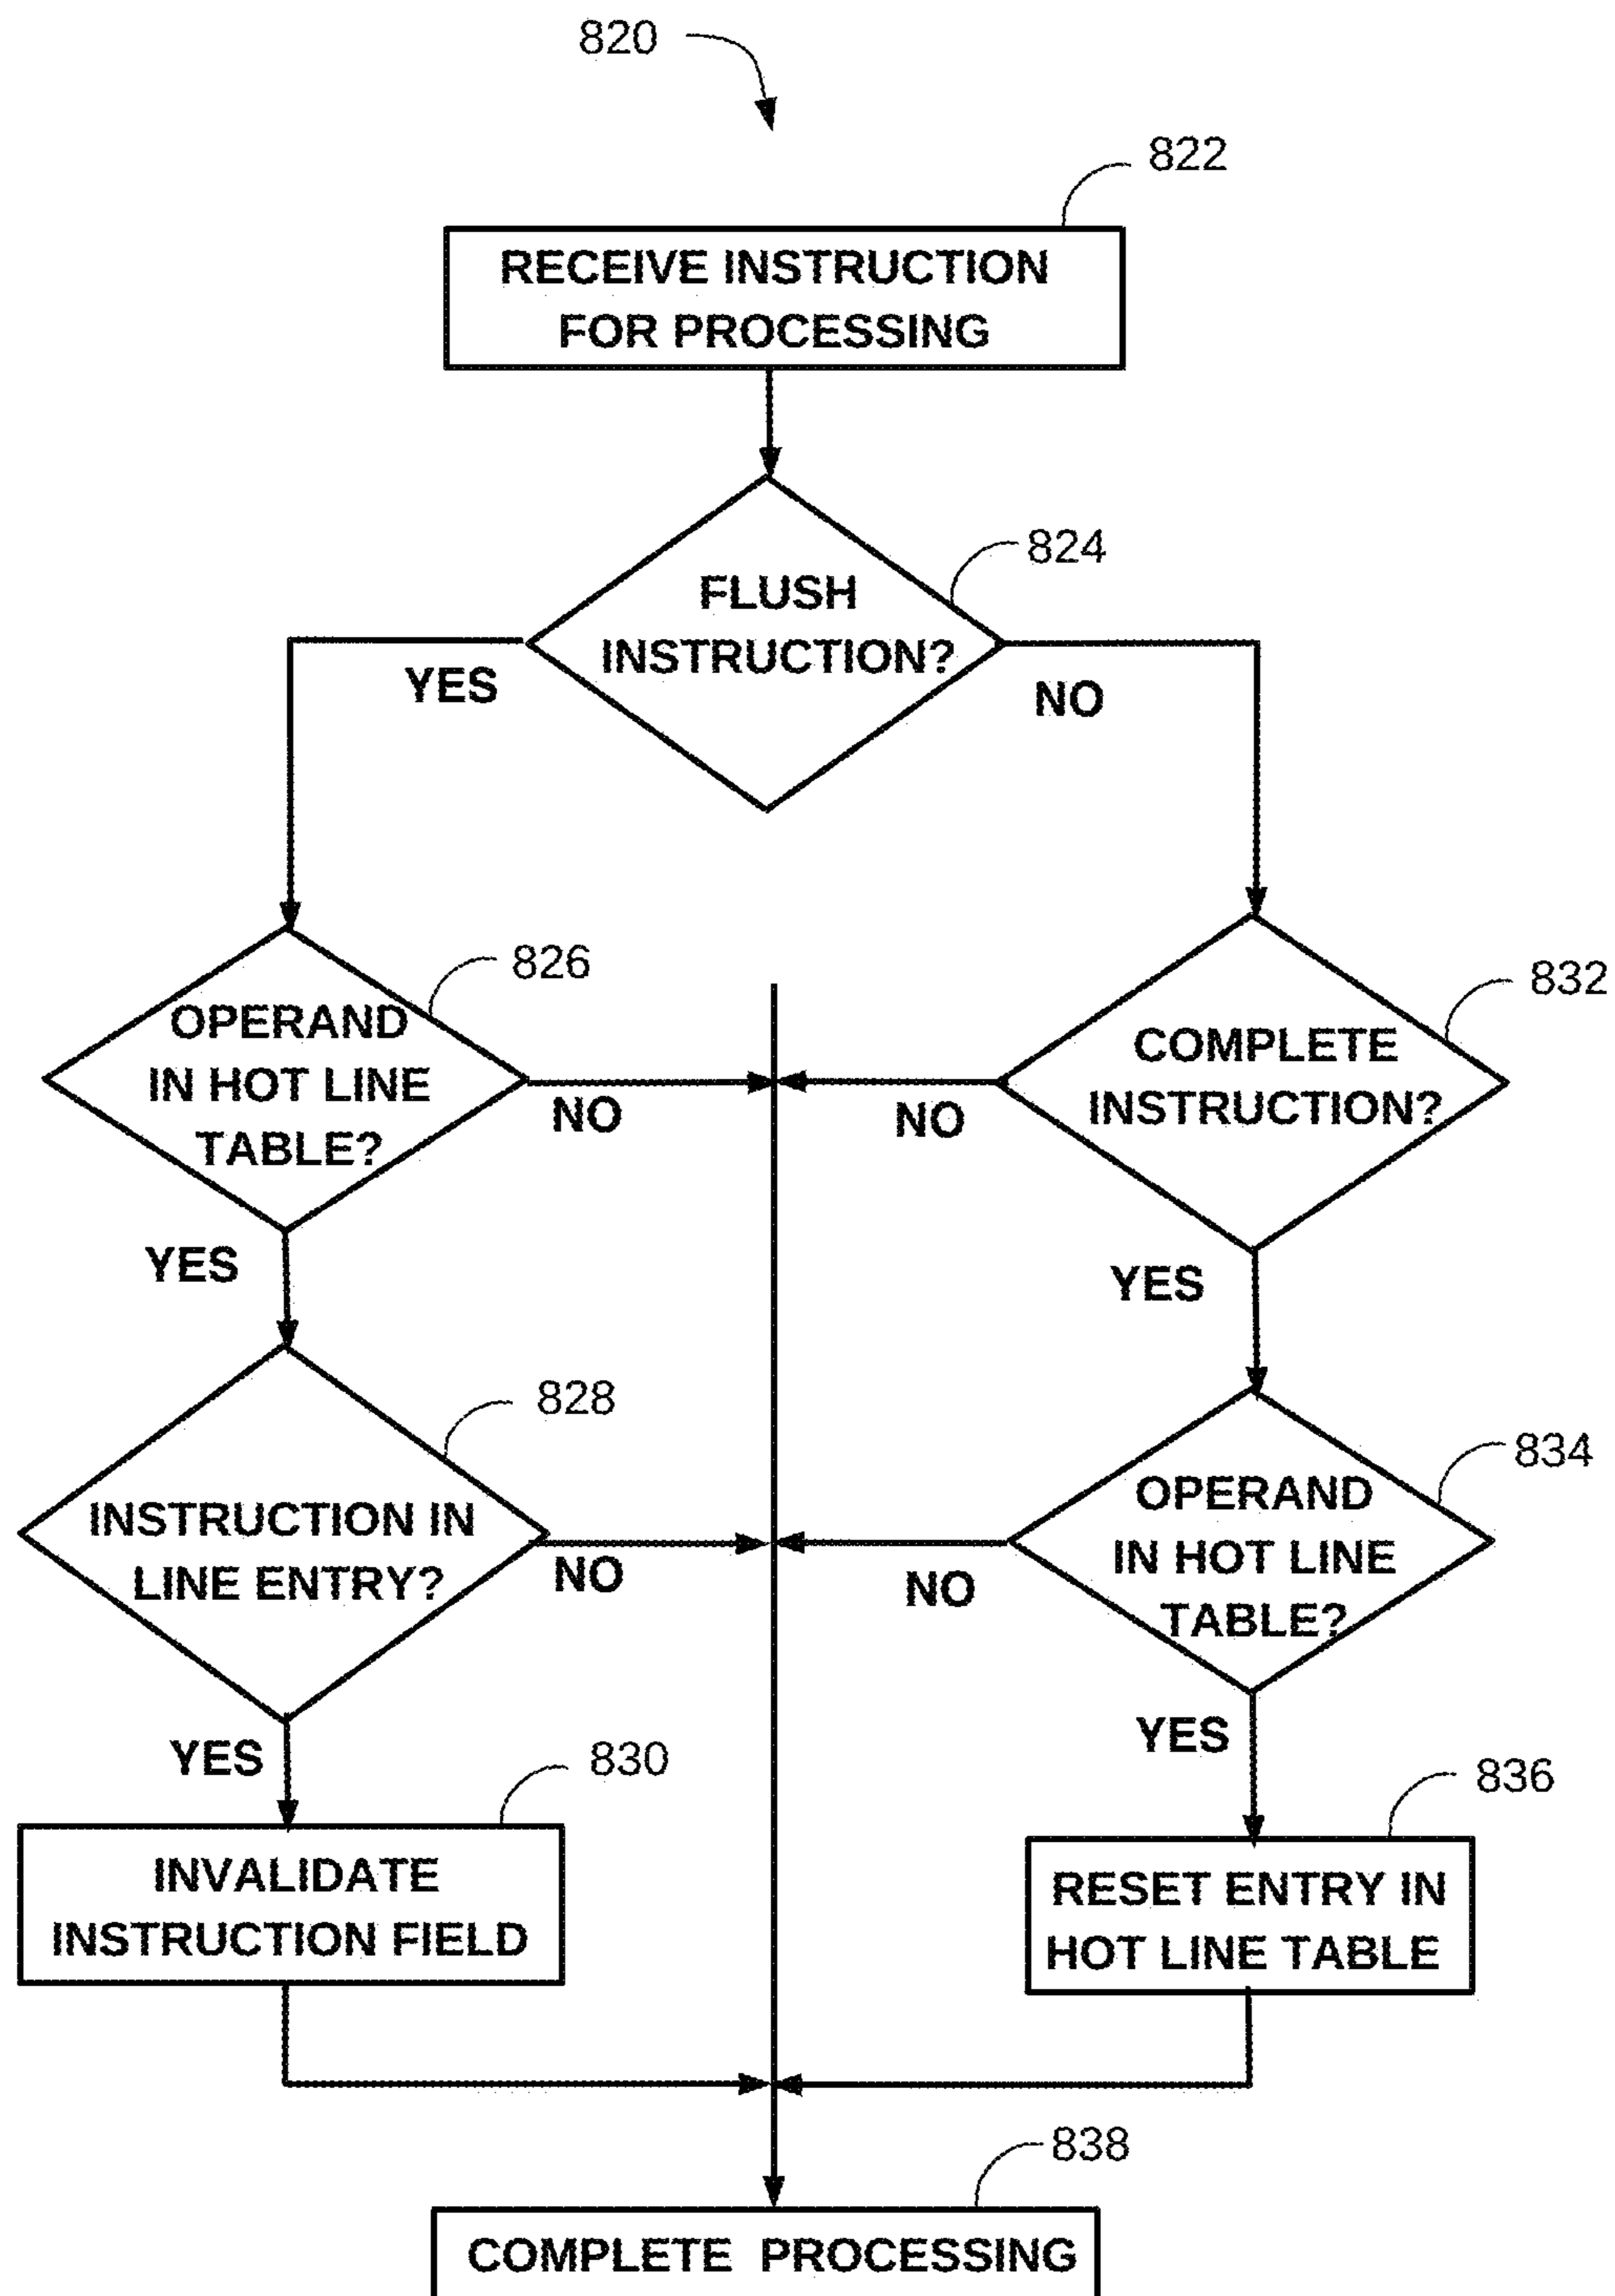 820
822
RECEIVE INSTRUCTION
FOR PROCESSING
824
FLUSH
INSTRUCTION?
YES
NO
826
OPERAND
IN HOT LINE
TABLE?
NO
YES
832
COMPLETE
INSTRUCTION?
NO
YES
828
INSTRUCTION IN
LINE ENTRY?
NO
YES
834
OPERAND
IN HOT LINE
TABLE?
NO
YES
830
INVALIDATE
INSTRUCTION FIELD
836
RESET ENTRY IN
HOT LINE TABLE
838
COMPLETE PROCESSING